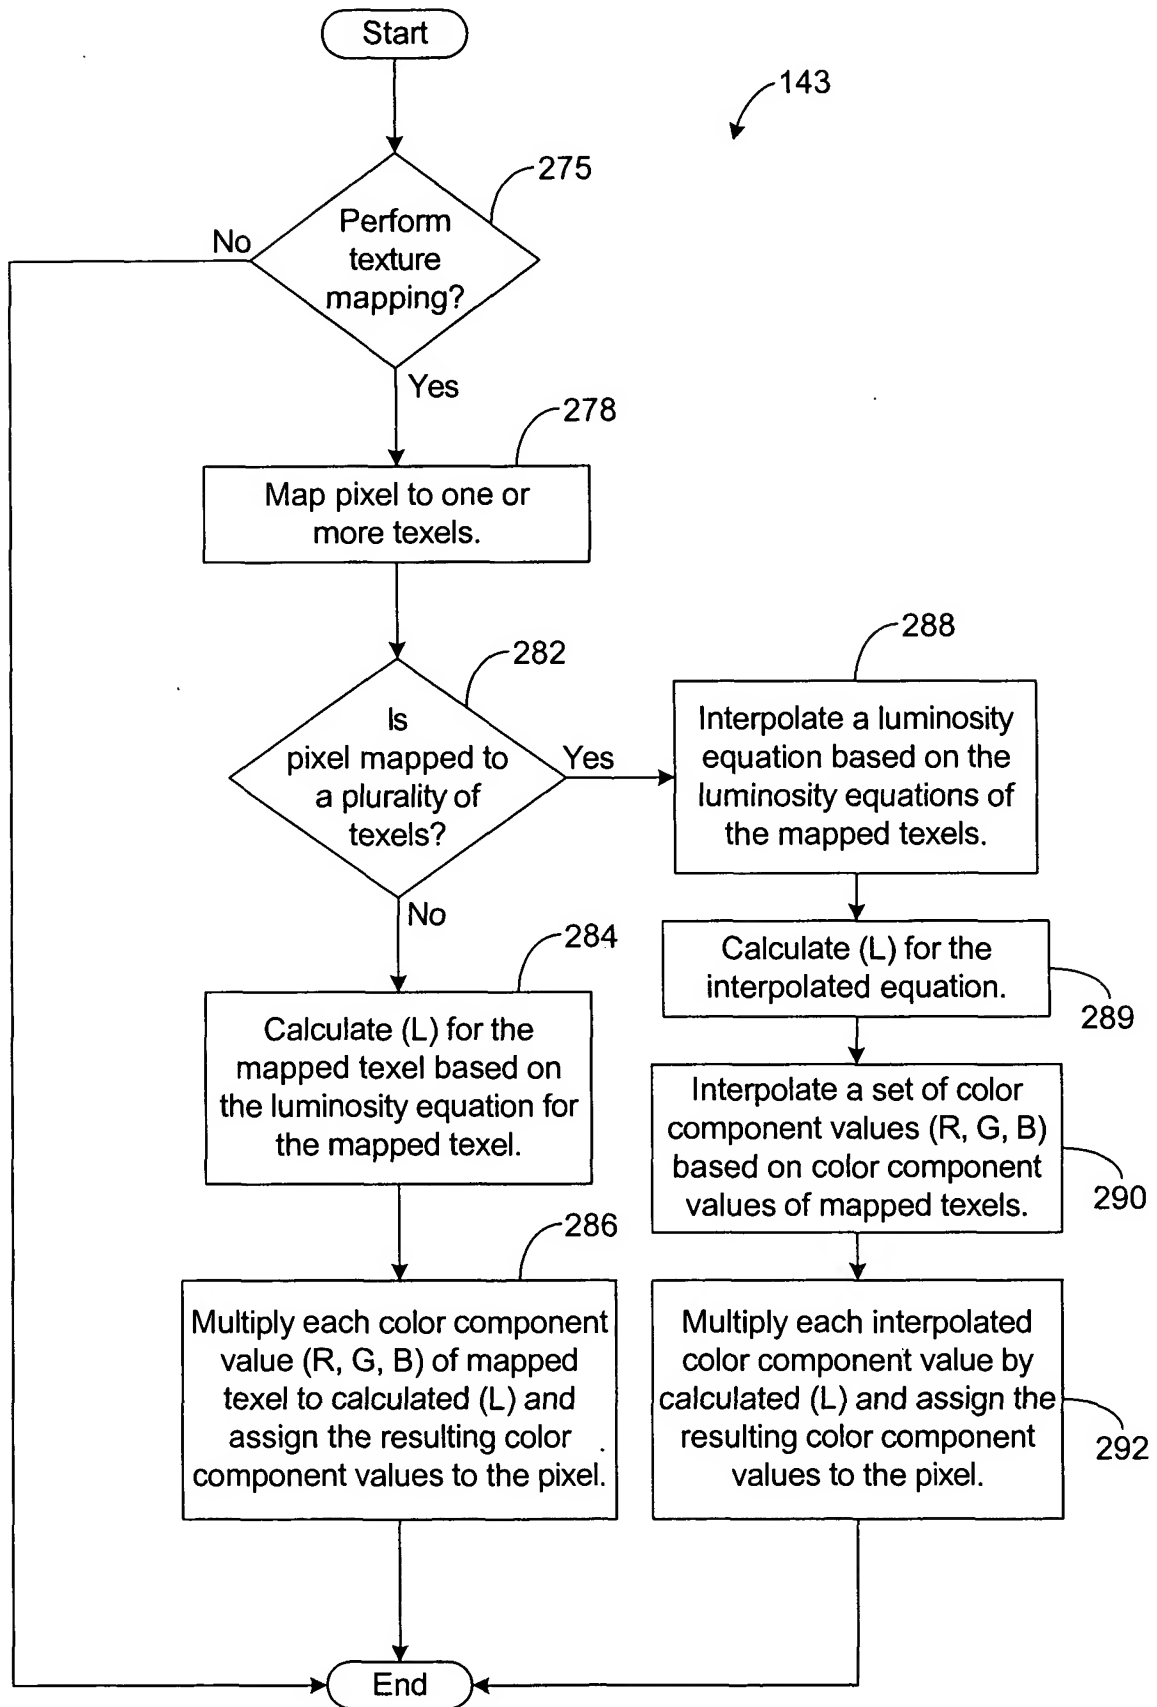 Start
143
275
Perform
texture
mapping?
No
Yes
278
Map pixel to one or
more texels.
282
Is
pixel mapped to
a plurality of
texels?
Yes
No
288
Interpolate a luminosity
equation based on the
luminosity equations of
the mapped texels.
284
Calculate (L) for the
mapped texel based on
the luminosity equation for
the mapped texel.
Calculate (L) for the
interpolated equation.
289
Interpolate a set of color
component values (R, G, B)
based on color component
values of mapped texels.
290
286
Multiply each color component
value (R, G, B) of mapped
texel to calculated (L) and
assign the resulting color
component values to the pixel.
Multiply each interpolated
color component value by
calculated (L) and assign the
resulting color component
values to the pixel.
292
End